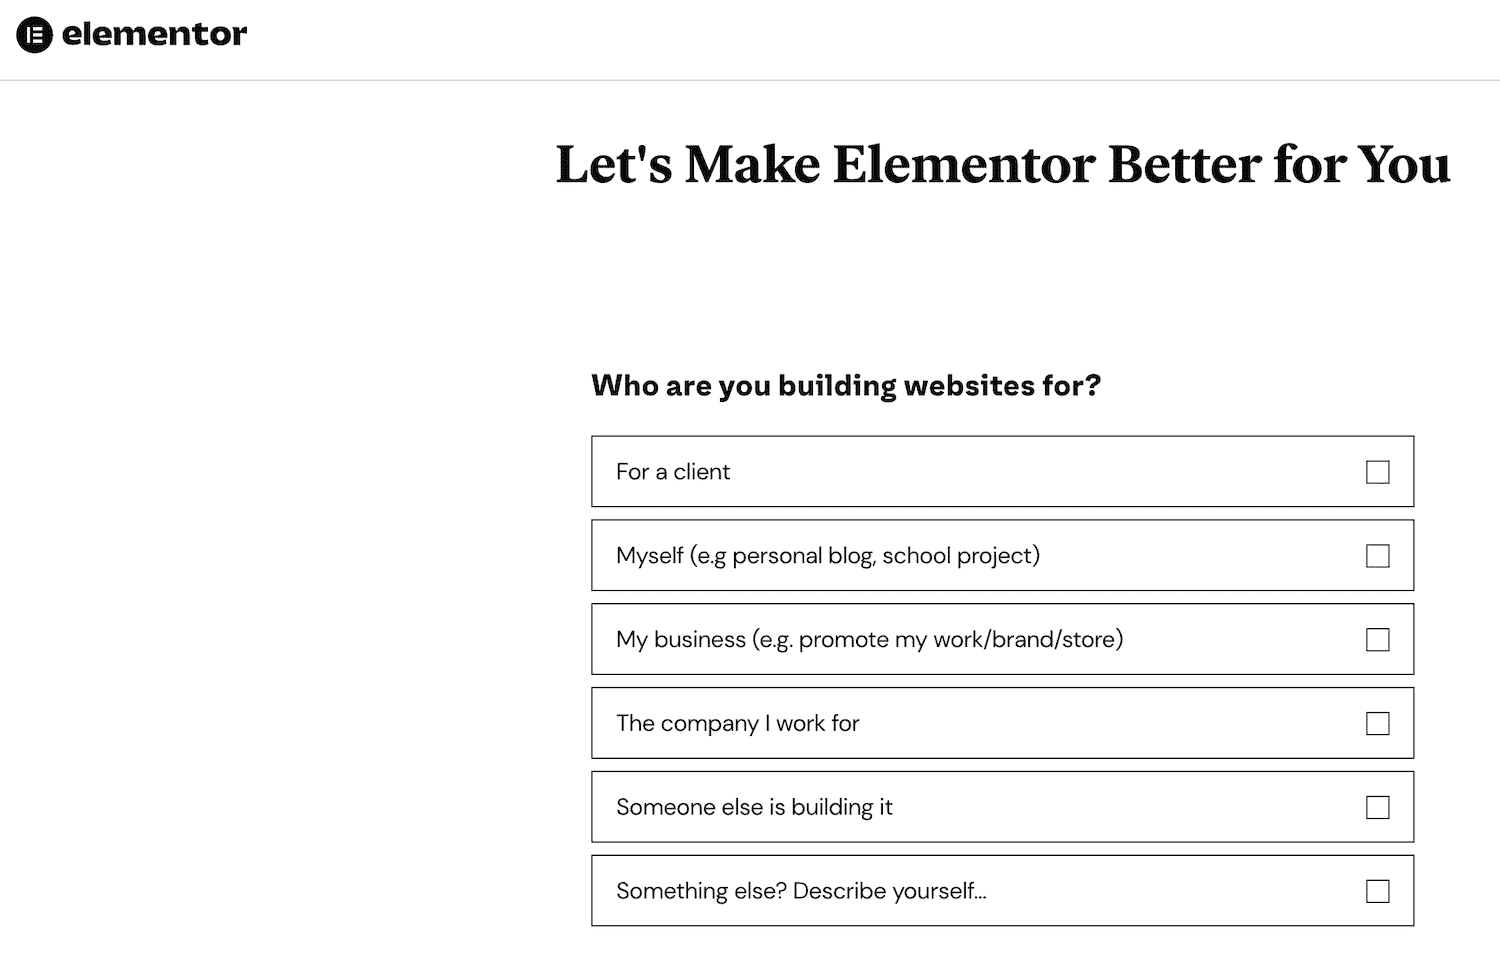 elementor
Let's Make Elementor Better for You
Who are you building websites for?
For a client
Myself (e.g personal blog, school project)
My business (e.g. promote my work/brand/store)
The company I work for
Someone else is building it
Something else? Describe yourself...